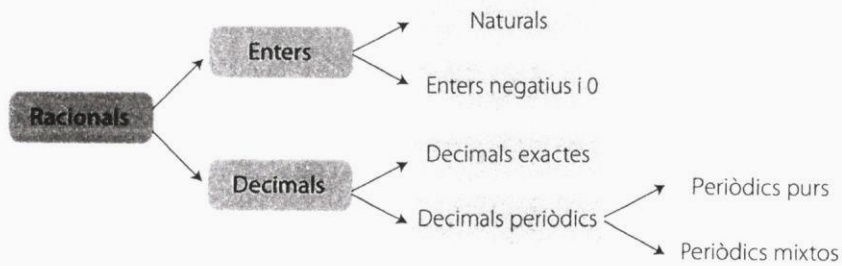 Naturals
Enters
Enters negatius i 0
Racionals
Decimals exactes
Decimals
Periòdics purs
Decimals periòdics
Periòdics mixtos